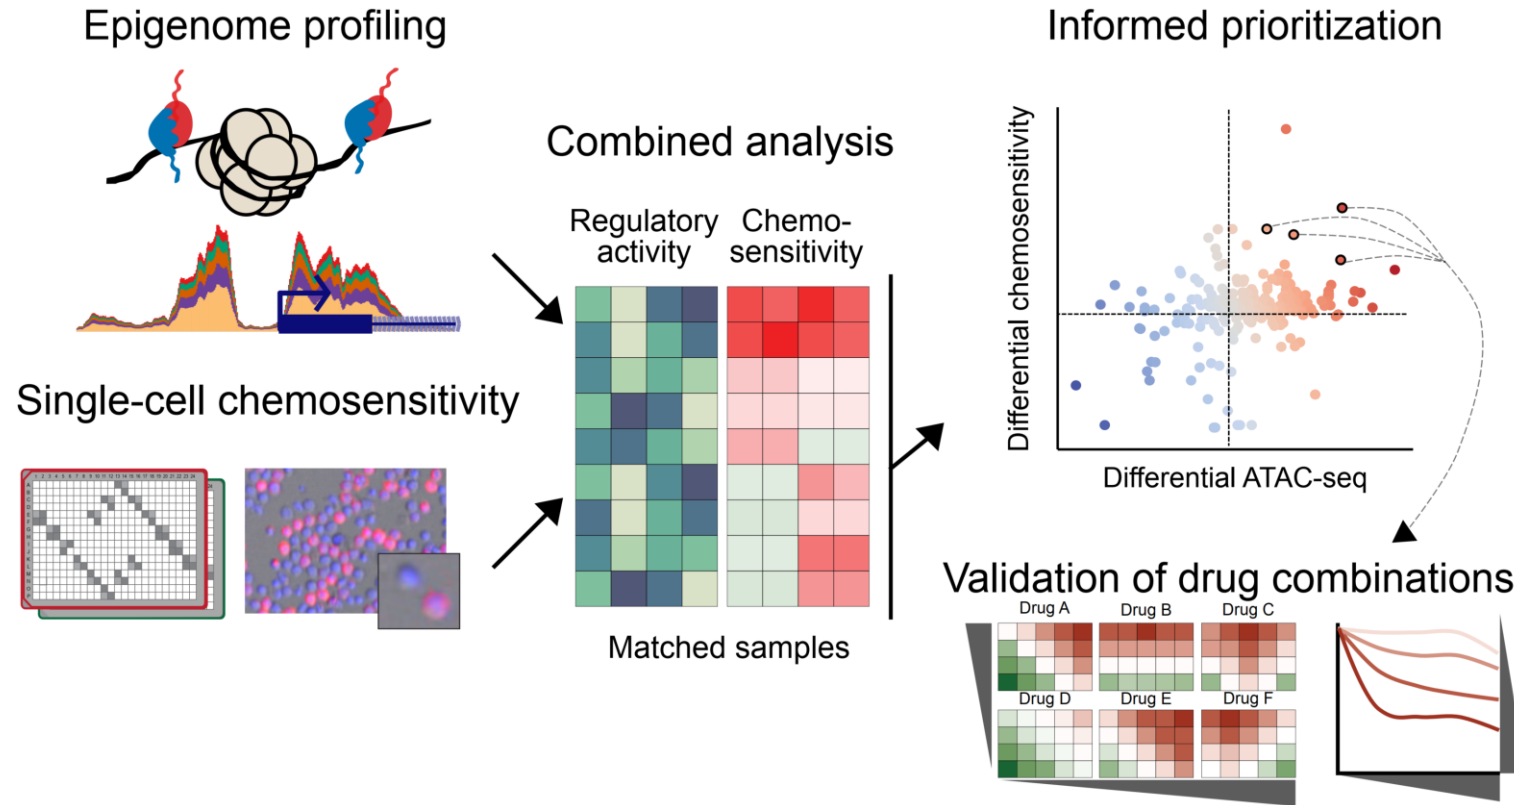 Epigenome profiling
Informed prioritization
Combined analysis
Regulatory
activity
Chemo-
sensitivity
Differential chemosensitivity
Single-cell chemosensitivity
Differential ATAC-seq
Matched samples
Validation of drug combinations
Drug A
Drug B
Drug C
Drug D
Drug E
Drug F